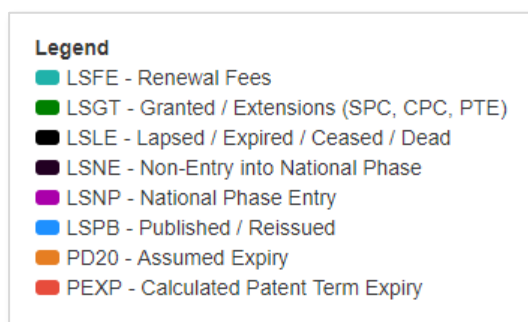 Legend
LSFE - Renewal Fees
LSGT - Granted / Extensions (SPC, CPC, PTE)
LSLE - Lapsed / Expired / Ceased / Dead
LSNE - Non-Entry into National Phase
LSNP - National Phase Entry
LSPB - Published / Reissued
PD20 - Assumed Expiry
PEXP - Calculated Patent Term Expiry